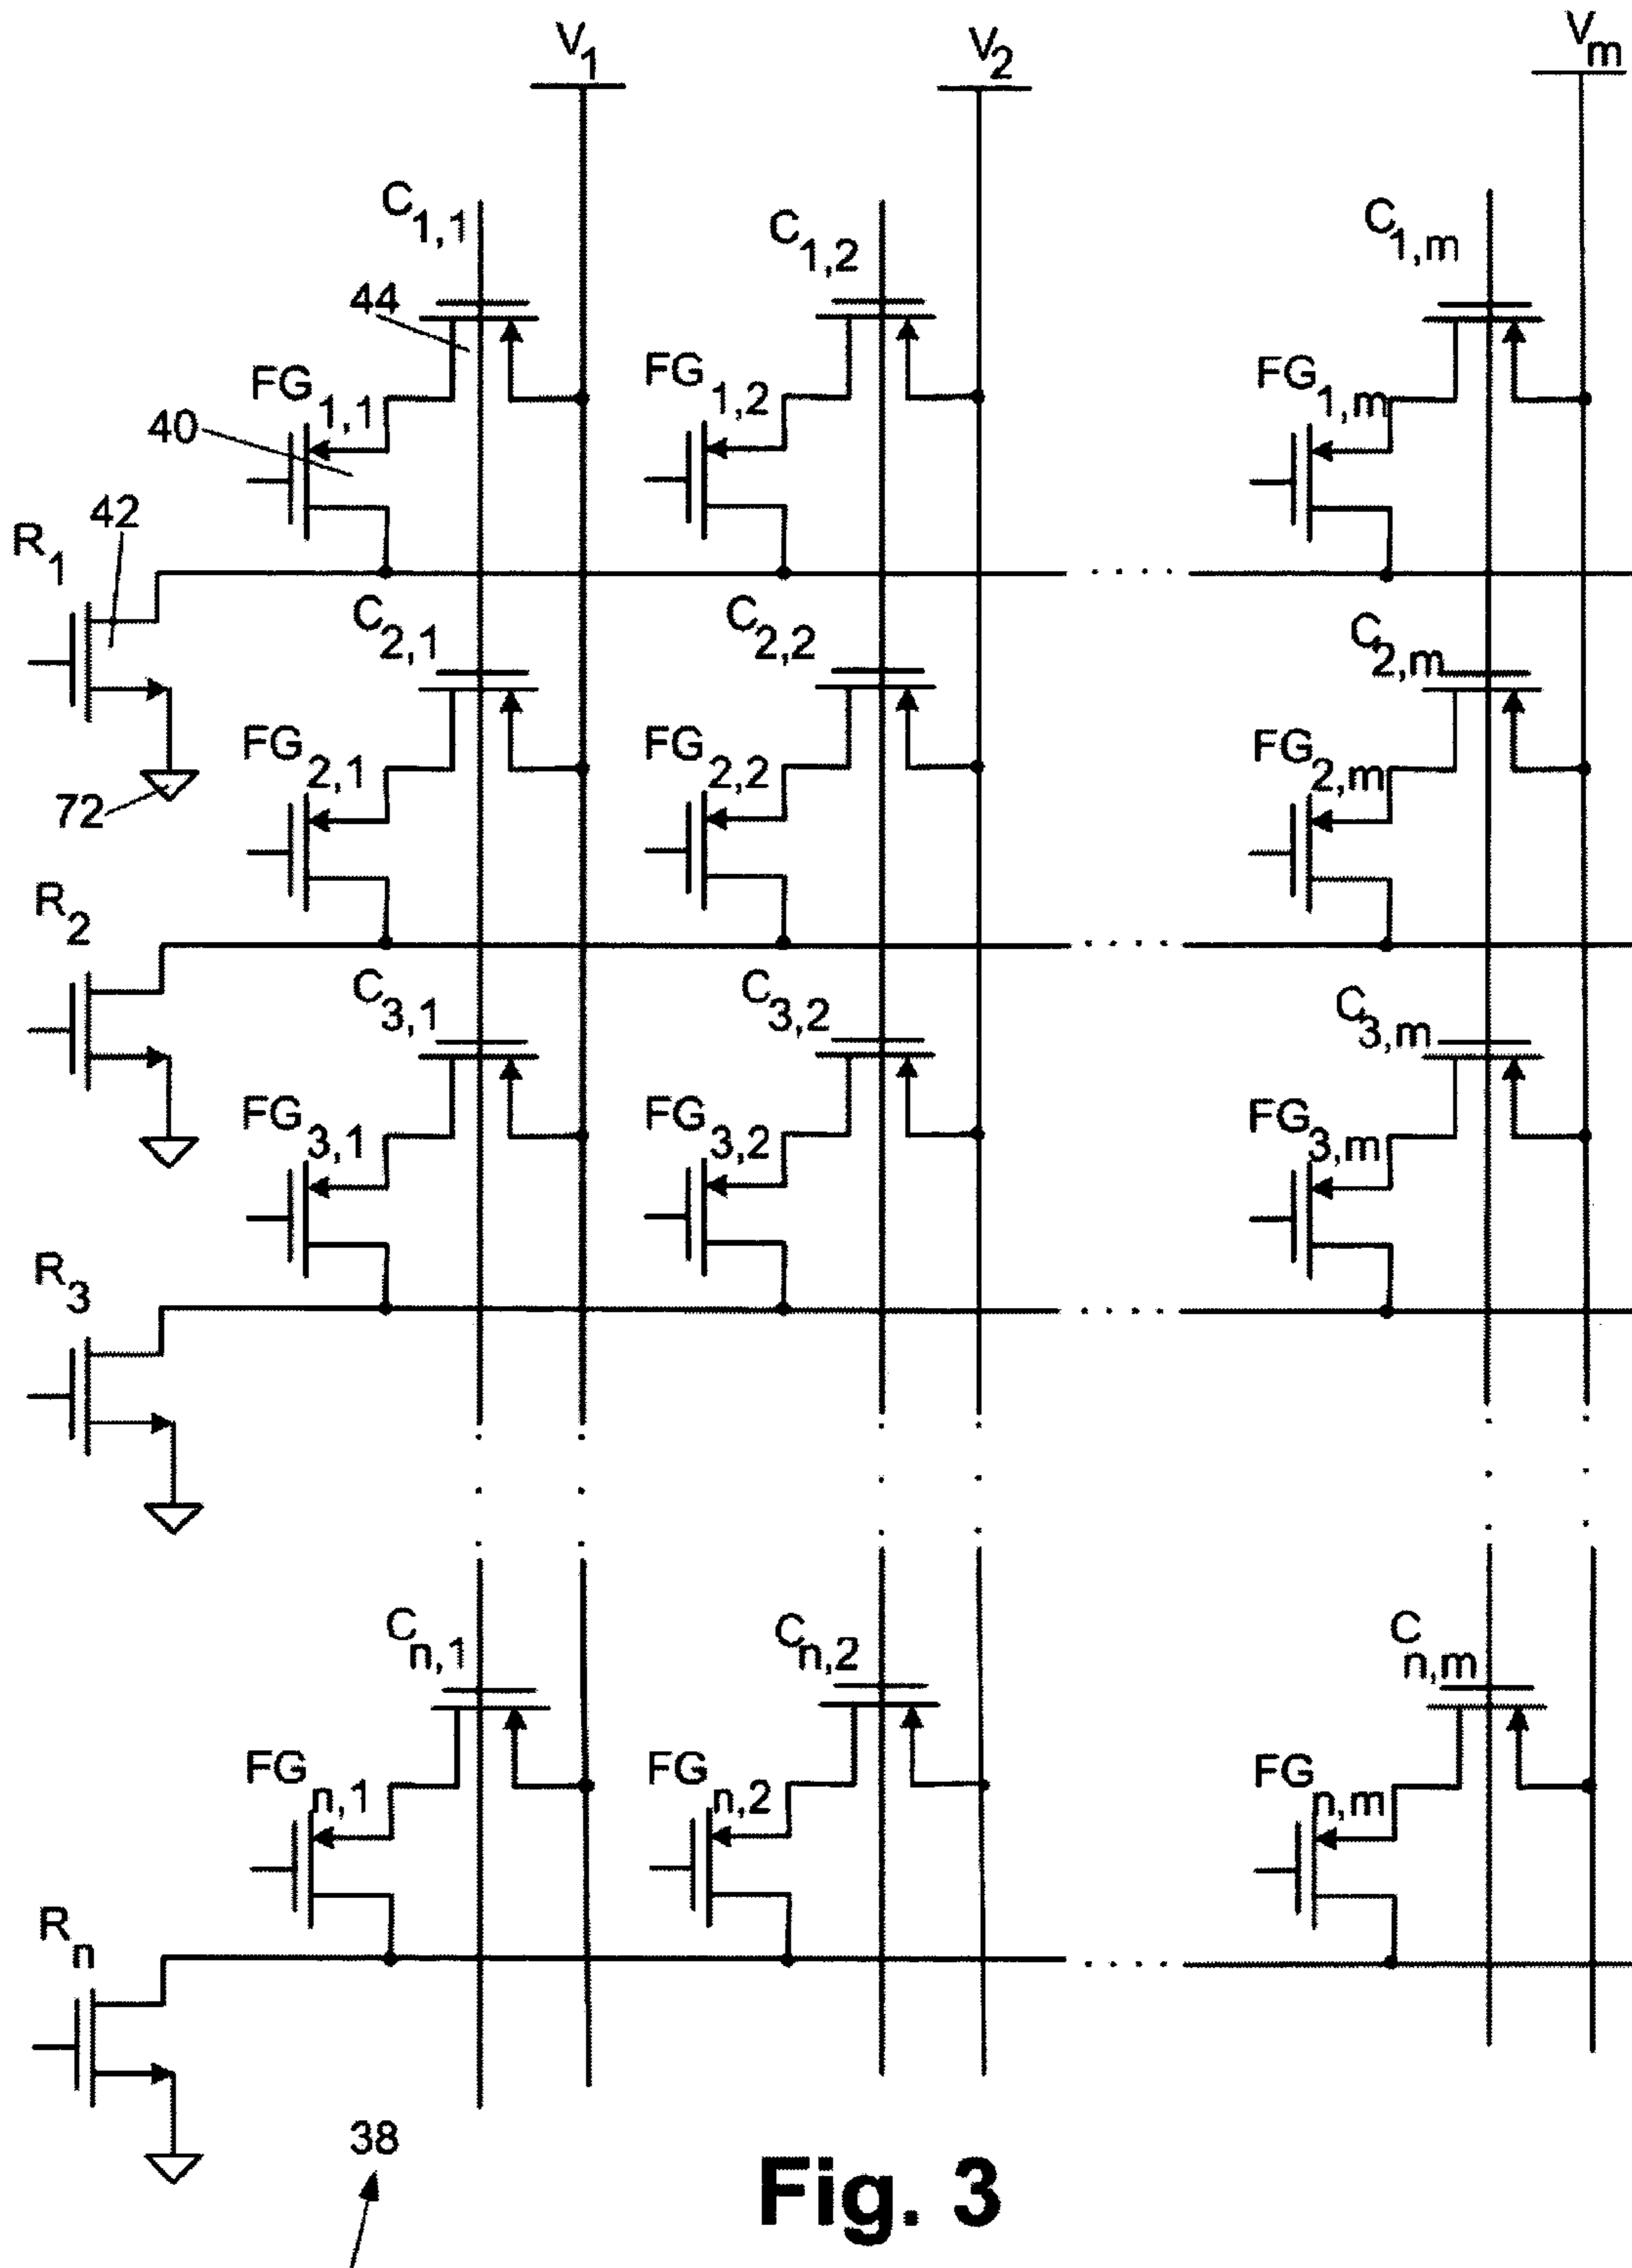 V1 V2 Vm
C1,1 C1,2 C1,m
44
FG1,1 FG1,2 FG1,m
40
42
R1
C2,1 C2,2 C2,m
FG2,1 FG2,2 FG2,m
72
R2
C3,1 C3,2 C3,m
FG3,1 FG3,2 FG3,m
R3
Cn,1 Cn,2 Cn,m
FGn,1 FGn,2 FGn,m
Rn
38
Fig. 3